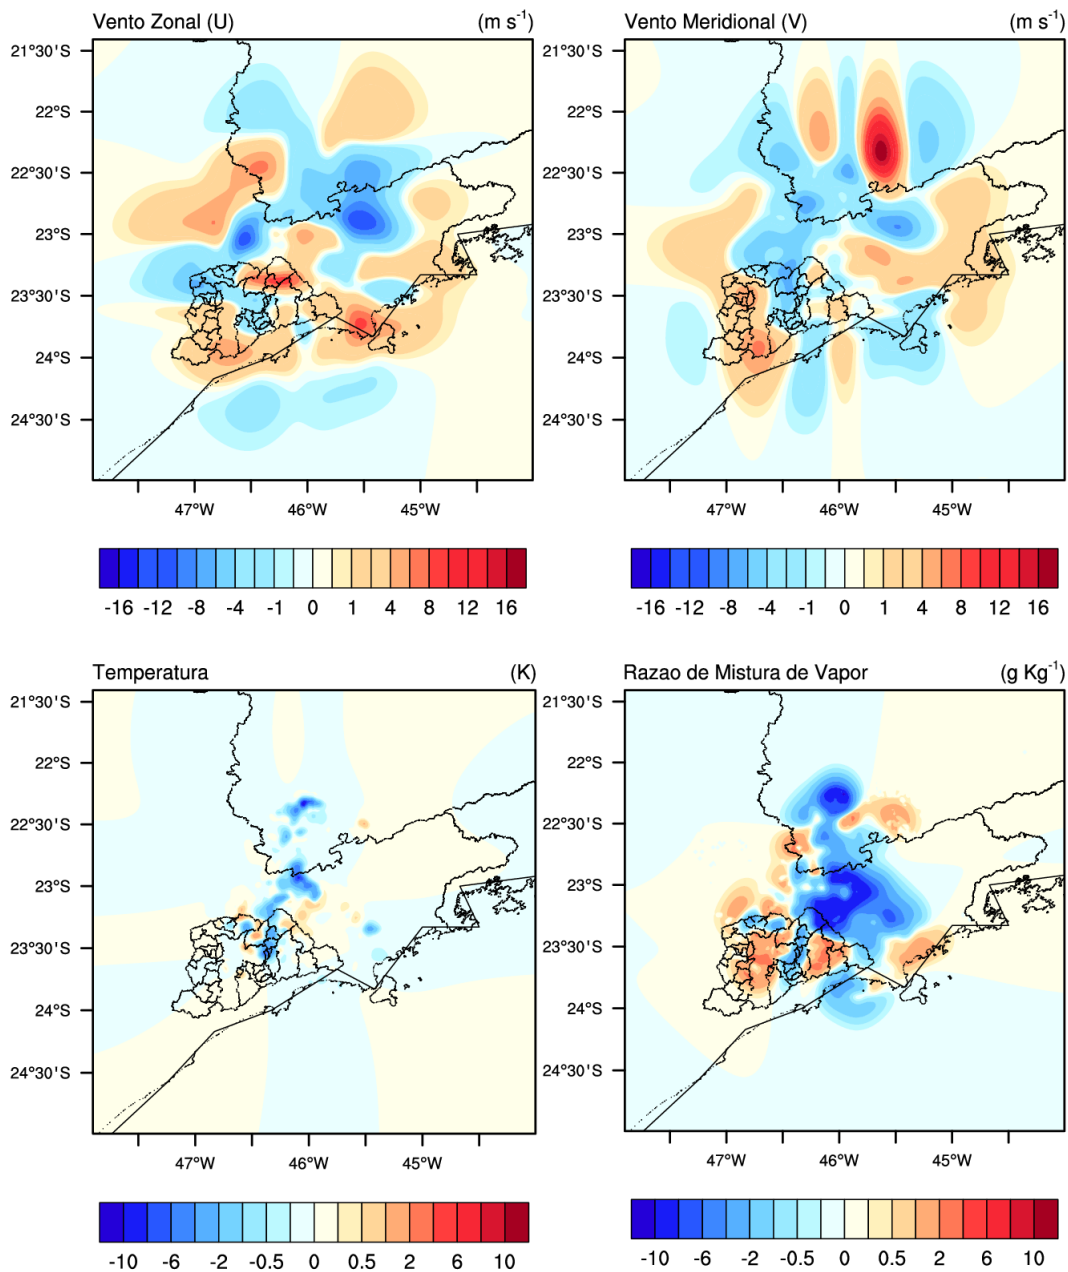 Vento Zonal (U) (m s⁻¹)
21°30'S
22°S
22°30'S
23°S
23°30'S
24°S
24°30'S
47°W 46°W 45°W
-16 -12 -8 -4 -1 0 1 4 8 12 16
Vento Meridional (V) (m s⁻¹)
21°30'S
22°S
22°30'S
23°S
23°30'S
24°S
24°30'S
47°W 46°W 45°W
-16 -12 -8 -4 -1 0 1 4 8 12 16
Temperatura (K)
21°30'S
22°S
22°30'S
23°S
23°30'S
24°S
24°30'S
47°W 46°W 45°W
-10 -6 -2 -0.5 0 0.5 2 6 10
Razao de Mistura de Vapor (g Kg⁻¹)
21°30'S
22°S
22°30'S
23°S
23°30'S
24°S
24°30'S
47°W 46°W 45°W
-10 -6 -2 -0.5 0 0.5 2 6 10